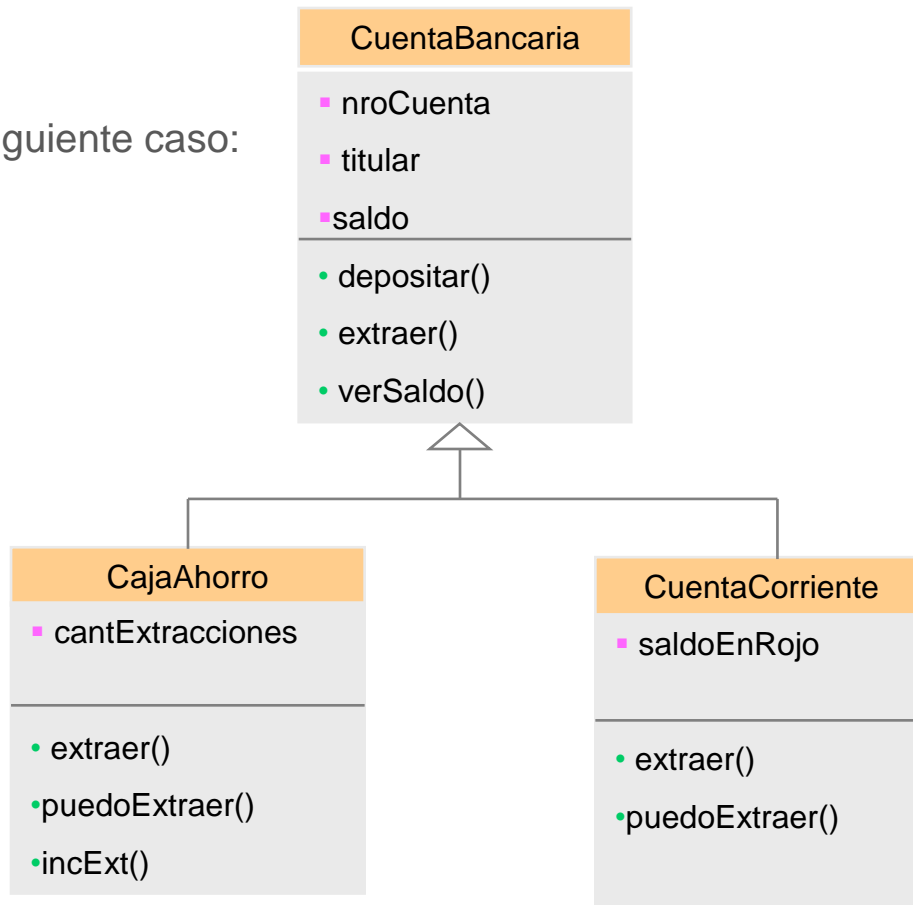 CuentaBancaria
guiente caso:
nroCuenta
titular
saldo
depositar()
extraer()
verSaldo()
CajaAhorro
cantExtracciones
extraer()
puedoExtraer()
incExt()
CuentaCorriente
saldoEnRojo
extraer()
puedoExtraer()